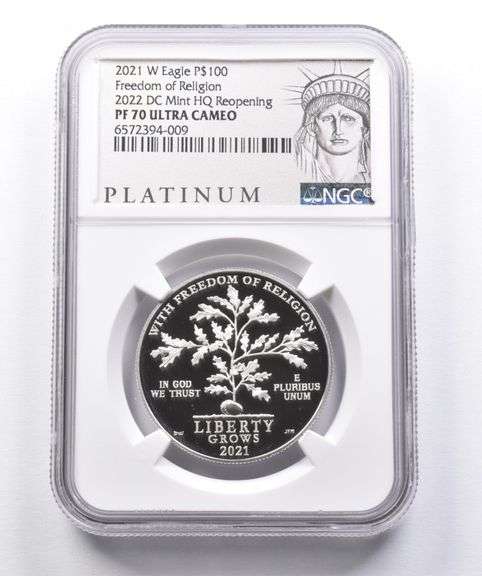 2021 W Eagle P$100
Freedom of Religion
2022 DC Mint HQ Reopening
PF 70 ULTRA CAMEO
6572394-009
PLATINUM
NGC®
WITH FREEDOM OF RELIGION
IN GOD
WE TRUST
E
PLURIBUS
UNUM
LIBERTY
GROWS
2021
JFM